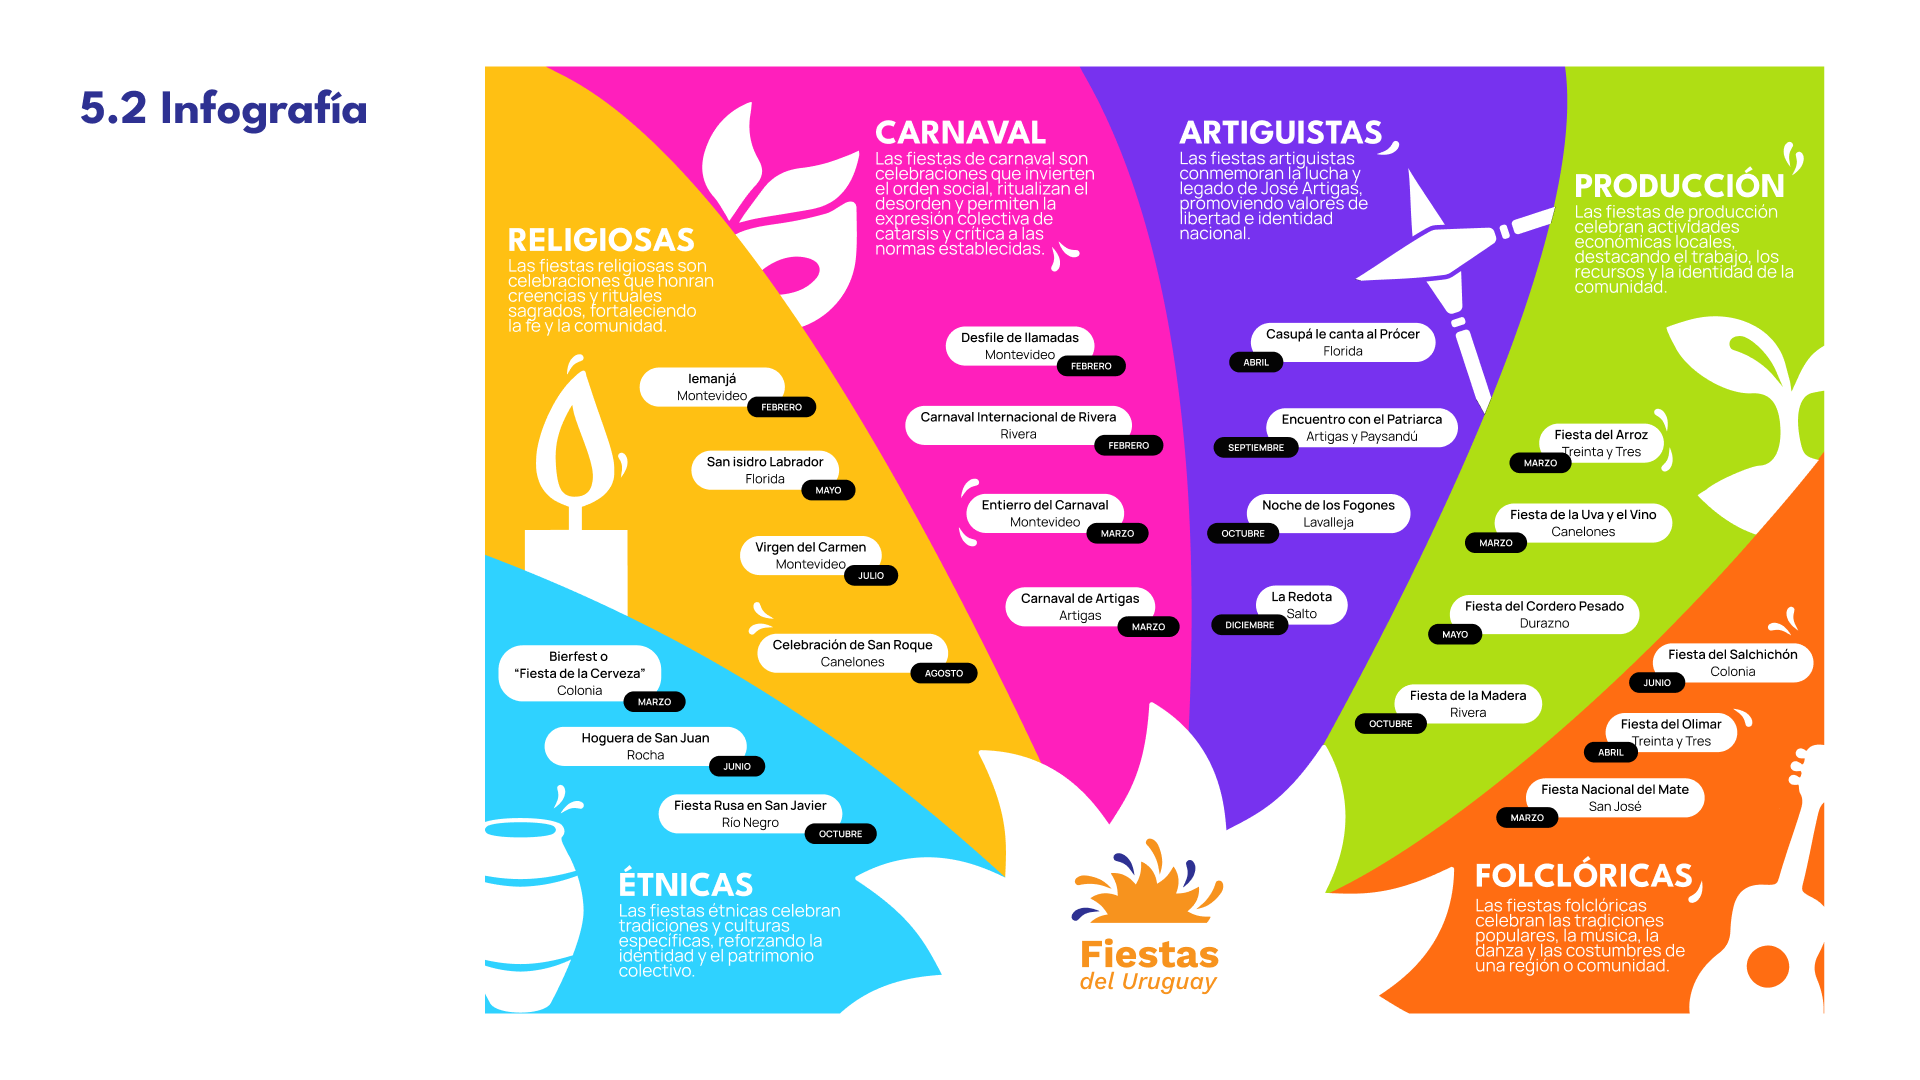 5.2 Infografía
RELIGIOSAS
Las fiestas religiosas son
celebraciones que honran
creencias y rituales
sagrados, fortaleciendo
la fe y la comunidad.
Iemanjá
Montevideo
FEBRERO
San isidro Labrador
Florida
MAYO
Virgen del Carmen
Montevideo
JULIO
Celebración de San Roque
Canelones
AGOSTO
CARNAVAL
Las fiestas de carnaval son
celebraciones que invierten
el orden social, ritualizan el
desorden y permiten la
expresión colectiva de
catarsis y crítica a las
normas establecidas.
Desfile de llamadas
Montevideo
FEBRERO
Carnaval Internacional de Rivera
Rivera
FEBRERO
Entierro del Carnaval
Montevideo
MARZO
Carnaval de Artigas
Artigas
MARZO
ARTIGUISTAS
Las fiestas artiguistas
conmemoran la lucha y
legado de José Artigas,
promoviendo valores de
libertad e identidad
nacional.
Casupá le canta al Prócer
Florida
ABRIL
Encuentro con el Patriarca
Artigas y Paysandú
SEPTIEMBRE
Noche de los Fogones
Lavalleja
OCTUBRE
La Redota
Salto
DICIEMBRE
PRODUCCIÓN
Las fiestas de producción
celebran actividades
económicas locales,
destacando el trabajo, los
recursos y la identidad de la
comunidad.
Fiesta del Arroz
Treinta y Tres
MARZO
Fiesta de la Uva y el Vino
Canelones
MARZO
Fiesta del Cordero Pesado
Durazno
MAYO
Fiesta de la Madera
Rivera
OCTUBRE
Bierfest o
“Fiesta de la Cerveza”
Colonia
MARZO
Hoguera de San Juan
Rocha
JUNIO
Fiesta Rusa en San Javier
Río Negro
OCTUBRE
ÉTNICAS
Las fiestas étnicas celebran
tradiciones y culturas
específicas, reforzando la
identidad y el patrimonio
colectivo.
Fiestas
del Uruguay
Fiesta del Salchichón
Colonia
JUNIO
Fiesta del Olimar
Treinta y Tres
ABRIL
Fiesta Nacional del Mate
San José
MARZO
FOLCLÓRICAS
Las fiestas folclóricas
celebran las tradiciones
populares, la música, la
danza y las costumbres de
una región o comunidad.